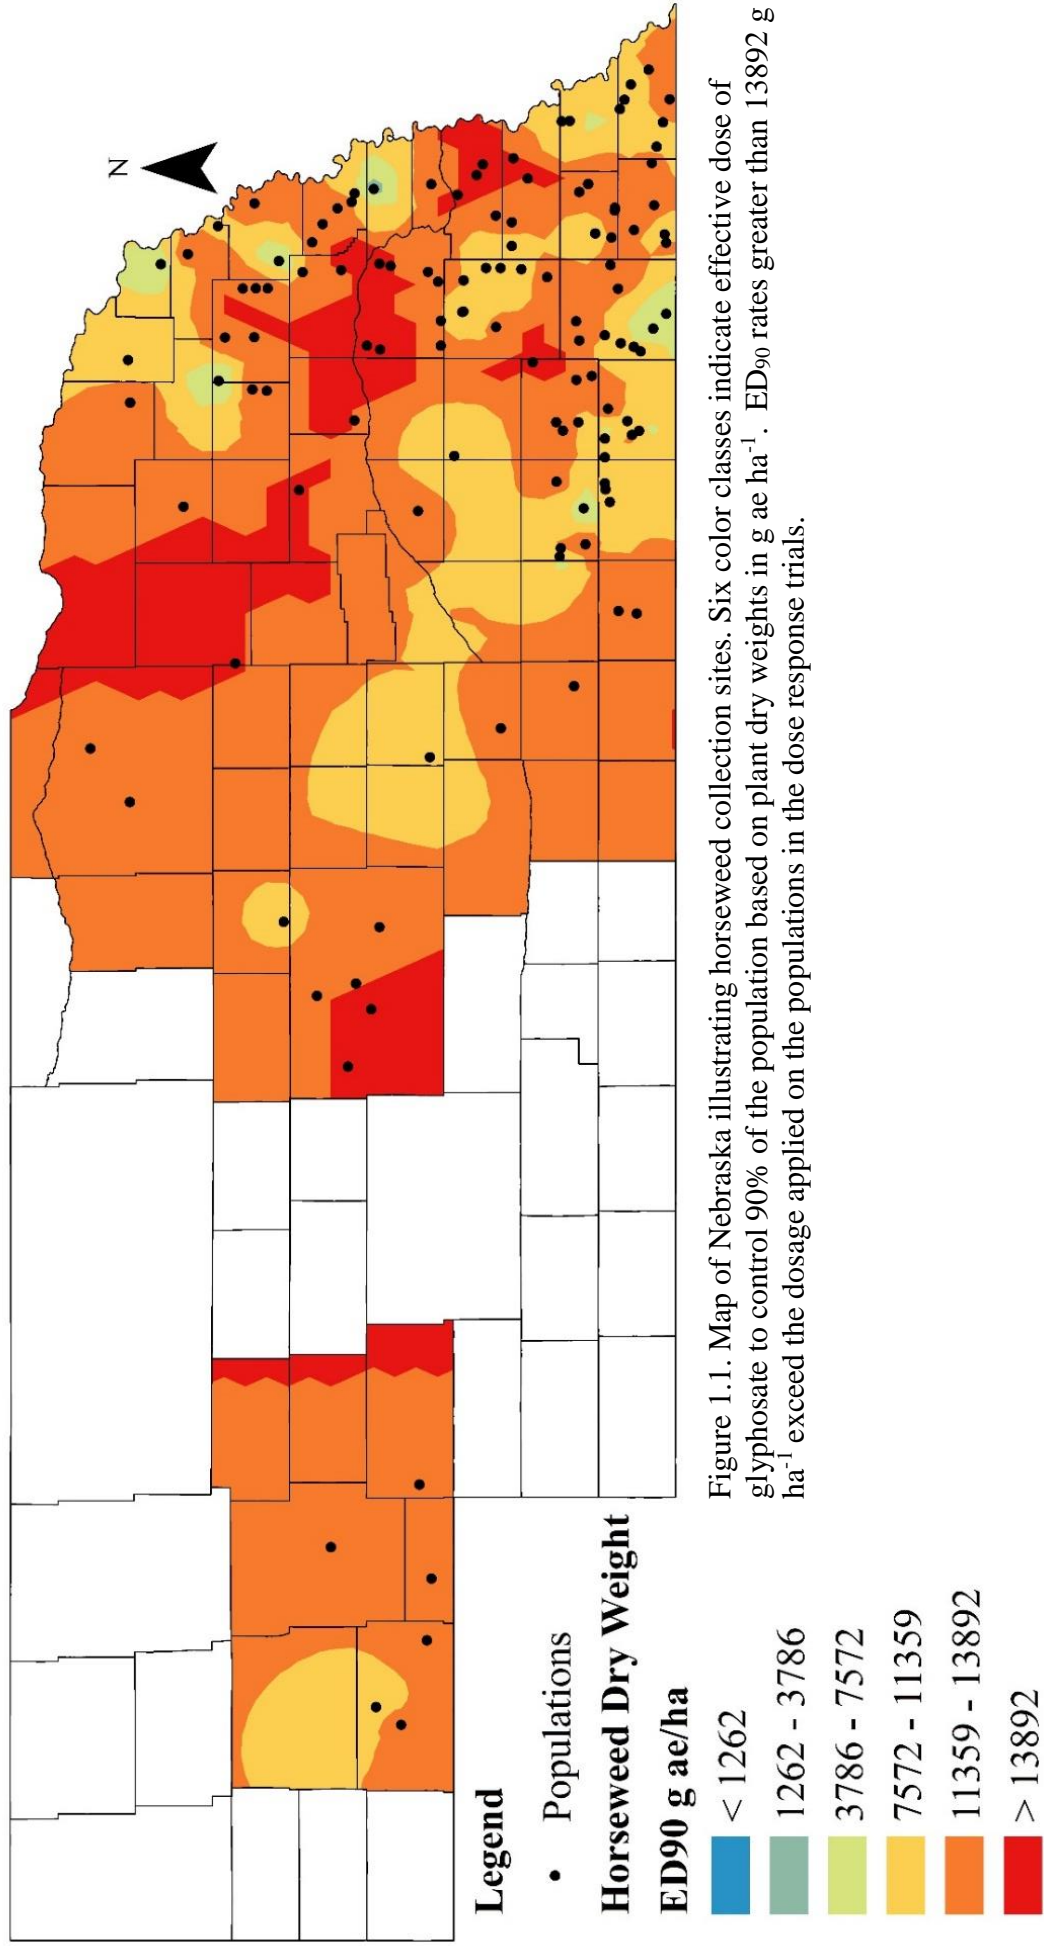 N
Legend
Populations
Horseweed Dry Weight
ED90 g ae/ha
< 1262
1262 - 3786
3786 - 7572
7572 - 11359
11359 - 13892
> 13892
Figure 1.1. Map of Nebraska illustrating horseweed collection sites. Six color classes indicate effective dose of
glyphosate to control 90% of the population based on plant dry weights in g ae ha⁻¹. ED₉₀ rates greater than 13892 g
ha⁻¹ exceed the dosage applied on the populations in the dose response trials.